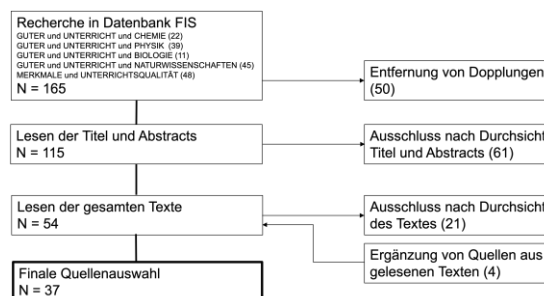 Recherche in Datenbank FIS
GUTER und UNTERRICHT und CHEMIE (22)
GUTER und UNTERRICHT und PHYSIK (39)
GUTER und UNTERRICHT und BIOLOGIE (11)
GUTER und UNTERRICHT und NATURWISSENSCHAFTEN (45)
MERKMALE und UNTERRICHTSQUALITÄT (48)
N = 165
Entfernung von Dopplungen
(50)
Lesen der Titel und Abstracts
N = 115
Ausschluss nach Durchsicht
Titel und Abstracts (61)
Lesen der gesamten Texte
N = 54
Ausschluss nach Durchsicht
des Textes (21)
Ergänzung von Quellen aus
gelesenen Texten (4)
Finale Quellenauswahl
N = 37